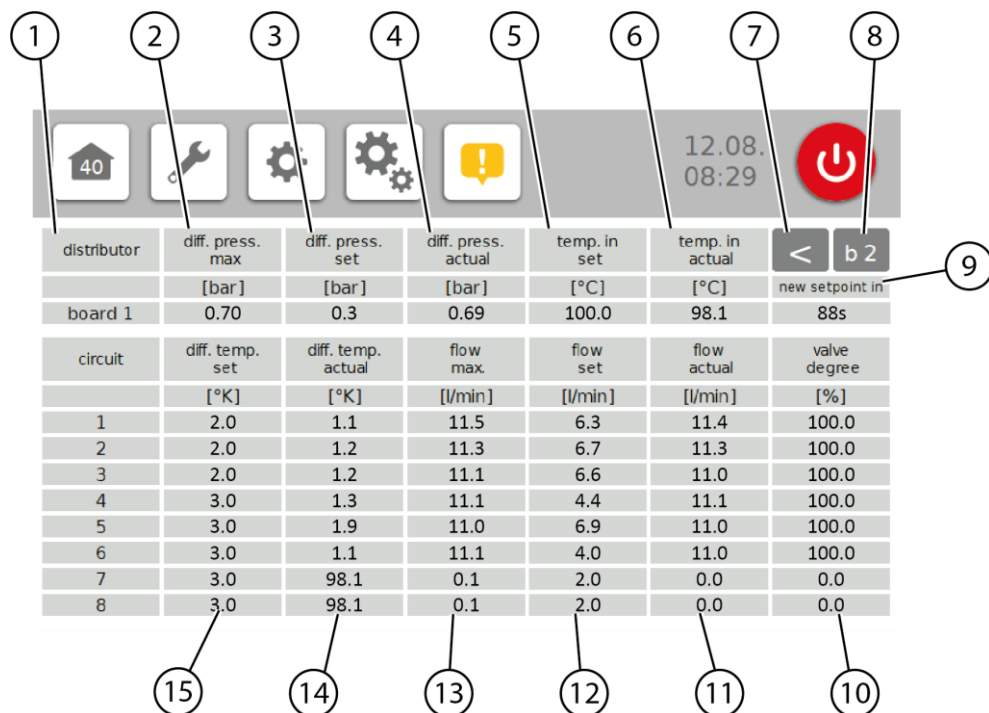 1 2 3 4 5 6 7 8
40 12.08.
08:29
distributor diff. press. max diff. press. set diff. press. actual temp. in set temp. in actual < b 2
9
[bar] [bar] [bar] [°C] [°C] new setpoint in
board 1 0.70 0.3 0.69 100.0 98.1 88s
circuit diff. temp. set diff. temp. actual flow max. flow set flow actual valve degree
[°K] [°K] [l/min] [l/min] [l/min] [%]
1 2.0 1.1 11.5 6.3 11.4 100.0
2 2.0 1.2 11.3 6.7 11.3 100.0
3 2.0 1.2 11.1 6.6 11.0 100.0
4 3.0 1.3 11.1 4.4 11.1 100.0
5 3.0 1.9 11.0 6.9 11.0 100.0
6 3.0 1.1 11.1 4.0 11.0 100.0
7 3.0 98.1 0.1 2.0 0.0 0.0
8 3.0 98.1 0.1 2.0 0.0 0.0
15 14 13 12 11 10